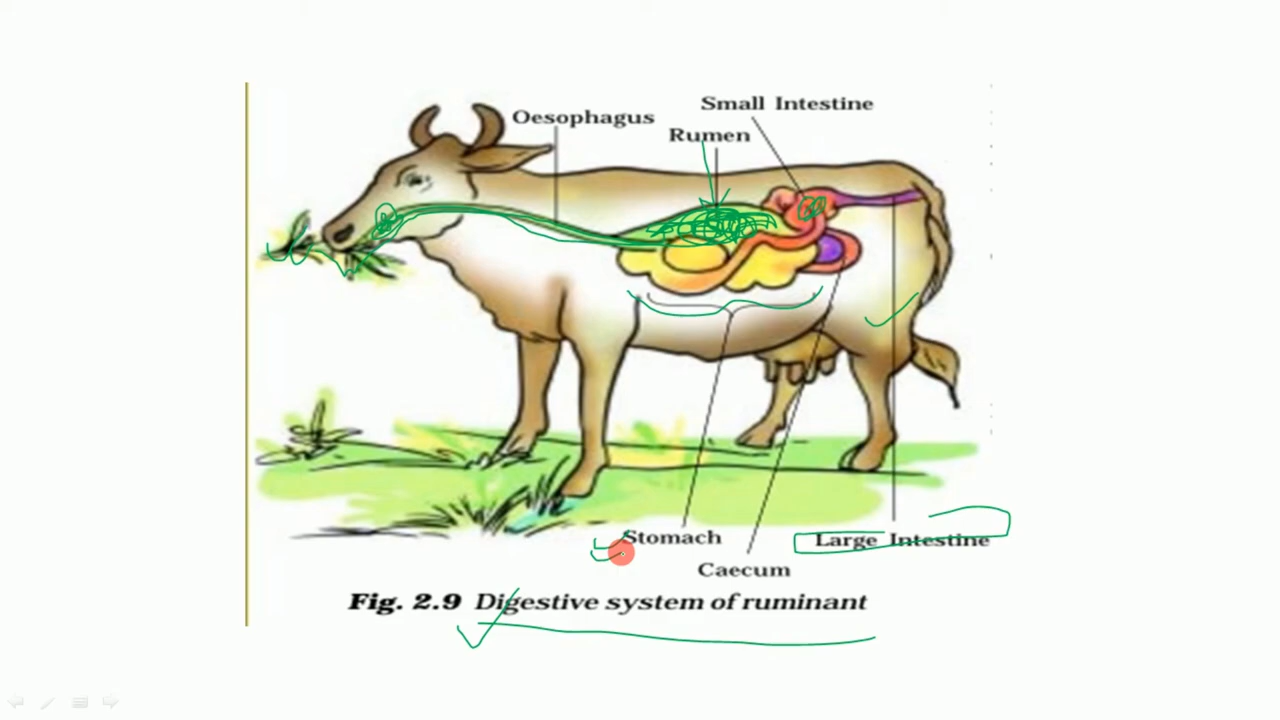 Small Intestine
Oesophagus
Rumen
Stomach
Large Intestine
Caecum
Fig. 2.9 Digestive system of ruminant